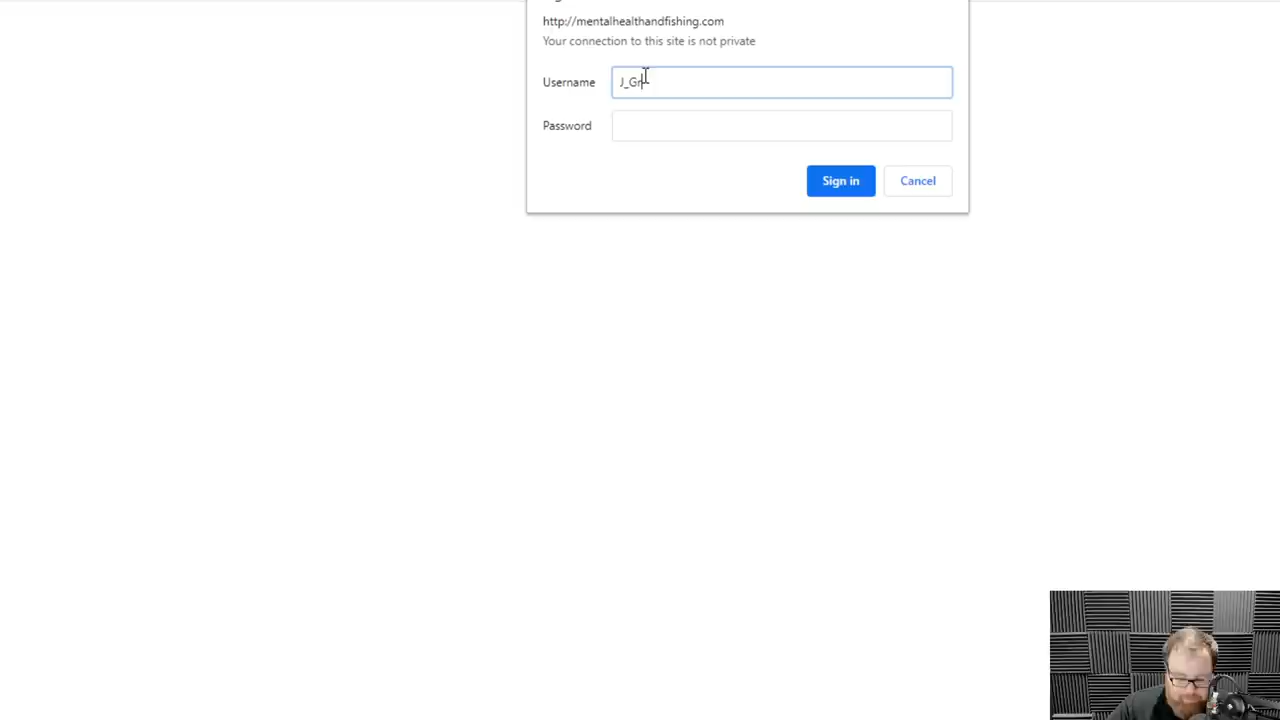 http://mentalhealthandfishing.com
Your connection to this site is not private
Username J_Gr
Password
Sign in Cancel